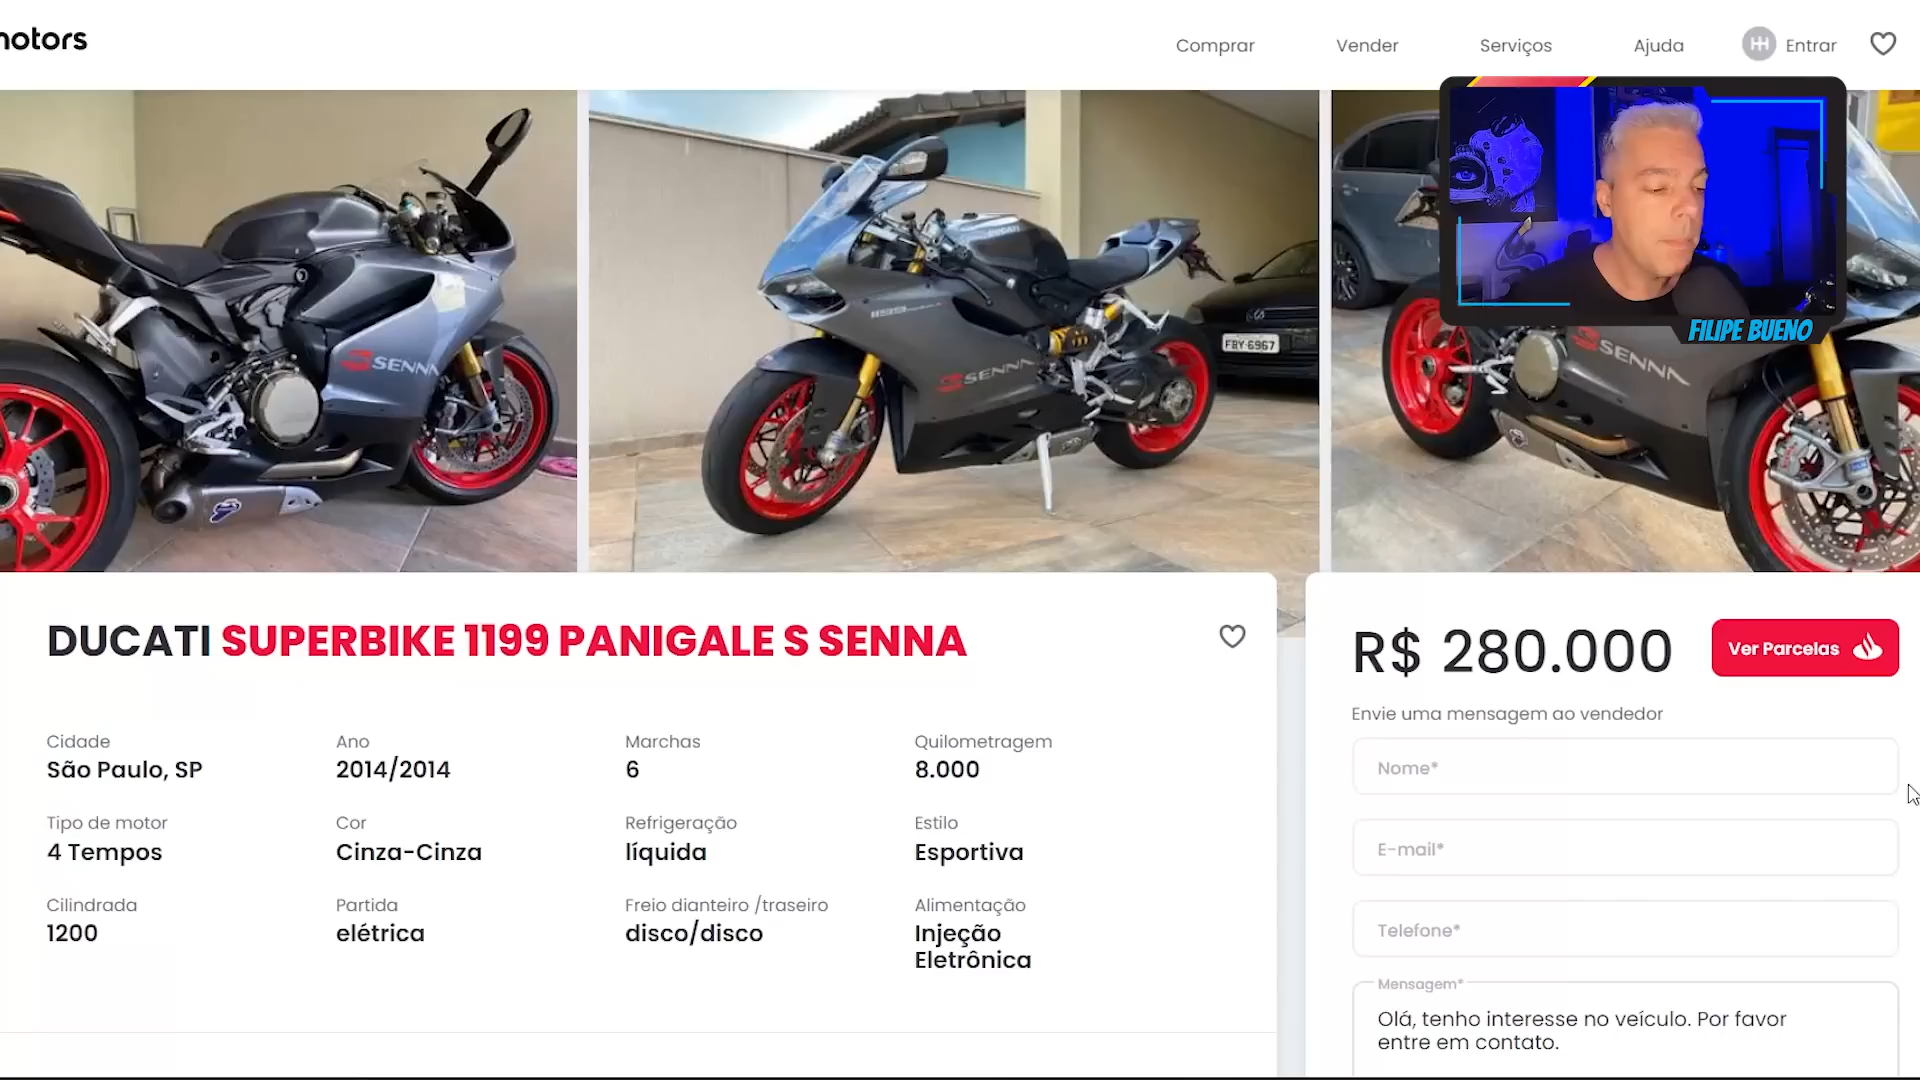 motors
Comprar
Vender
Serviços
Ajuda
Entrar
SENNA
1199
SENNA
FBY-6967
SENNA
FILIPE BUENO
DUCATI SUPERBIKE 1199 PANIGALE S SENNA
Cidade
São Paulo, SP
Ano
2014/2014
Marchas
6
Quilometragem
8.000
Tipo de motor
4 Tempos
Cor
Cinza-Cinza
Refrigeração
líquida
Estilo
Esportiva
Cilindrada
1200
Partida
elétrica
Freio dianteiro /traseiro
disco/disco
Alimentação
Injeção
Eletrônica
R$ 280.000
Ver Parcelas
Envie uma mensagem ao vendedor
Nome*
E-mail*
Telefone*
Mensagem*
Olá, tenho interesse no veículo. Por favor
entre em contato.